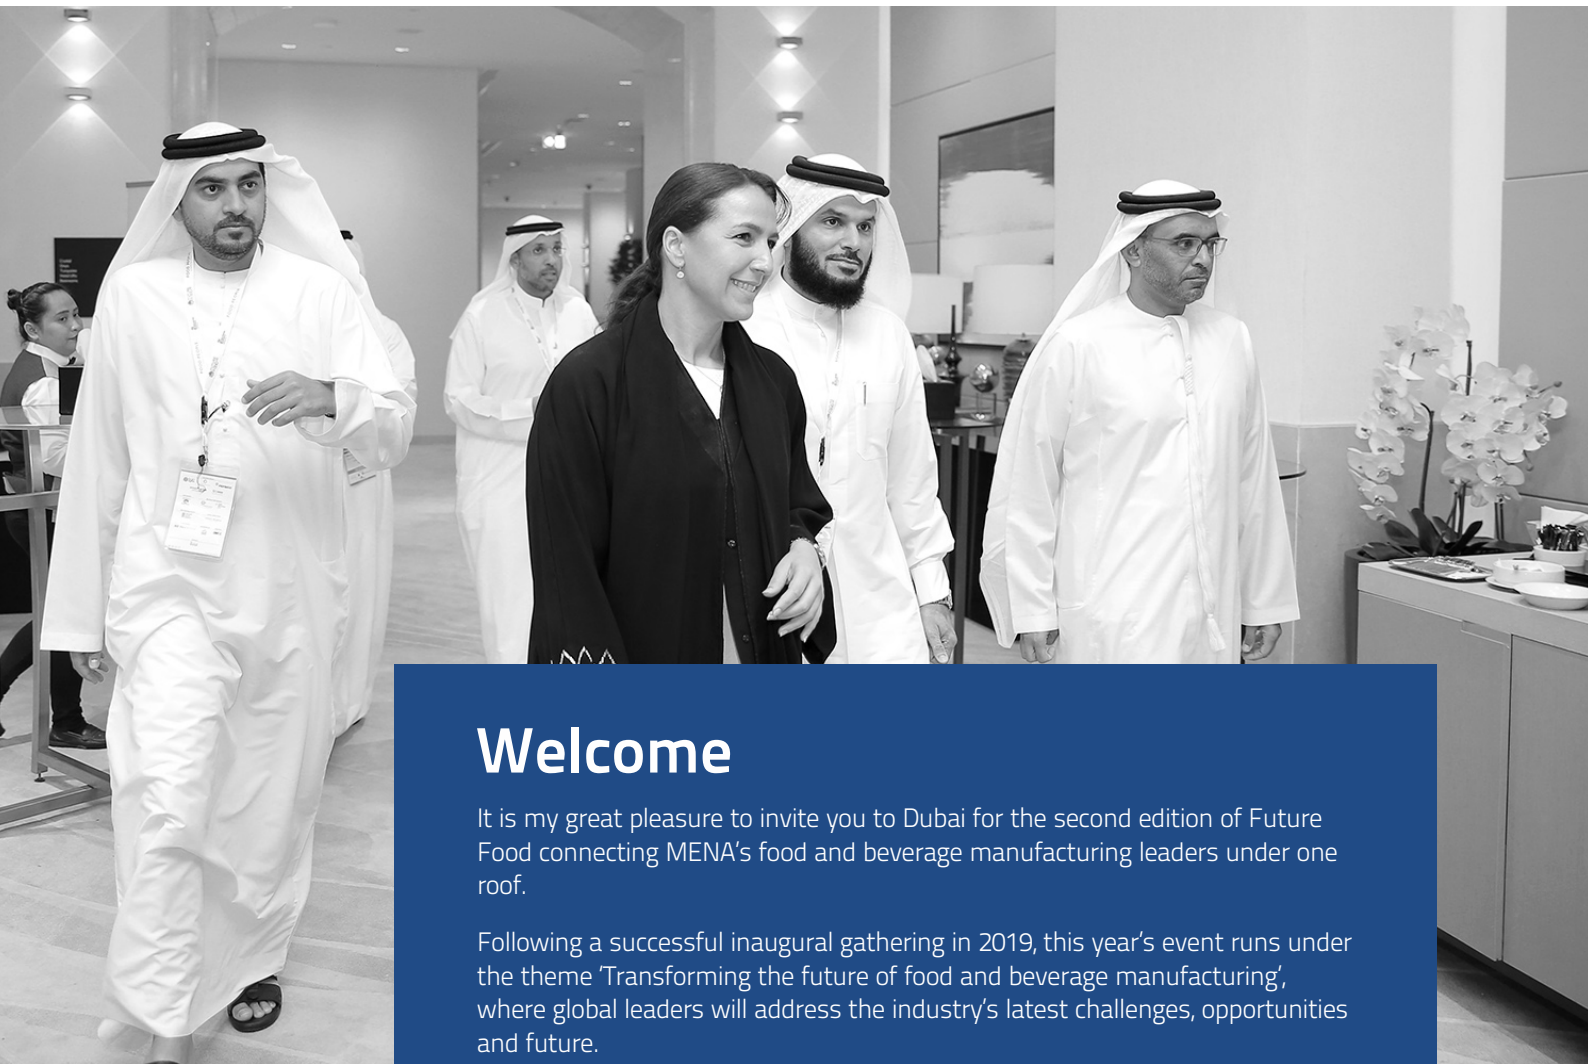 Welcome
It is my great pleasure to invite you to Dubai for the second edition of Future
Food connecting MENA's food and beverage manufacturing leaders under one
roof.
Following a successful inaugural gathering in 2019, this year's event runs under
the theme 'Transforming the future of food and beverage manufacturing',
where global leaders will address the industry's latest challenges, opportunities
and future.